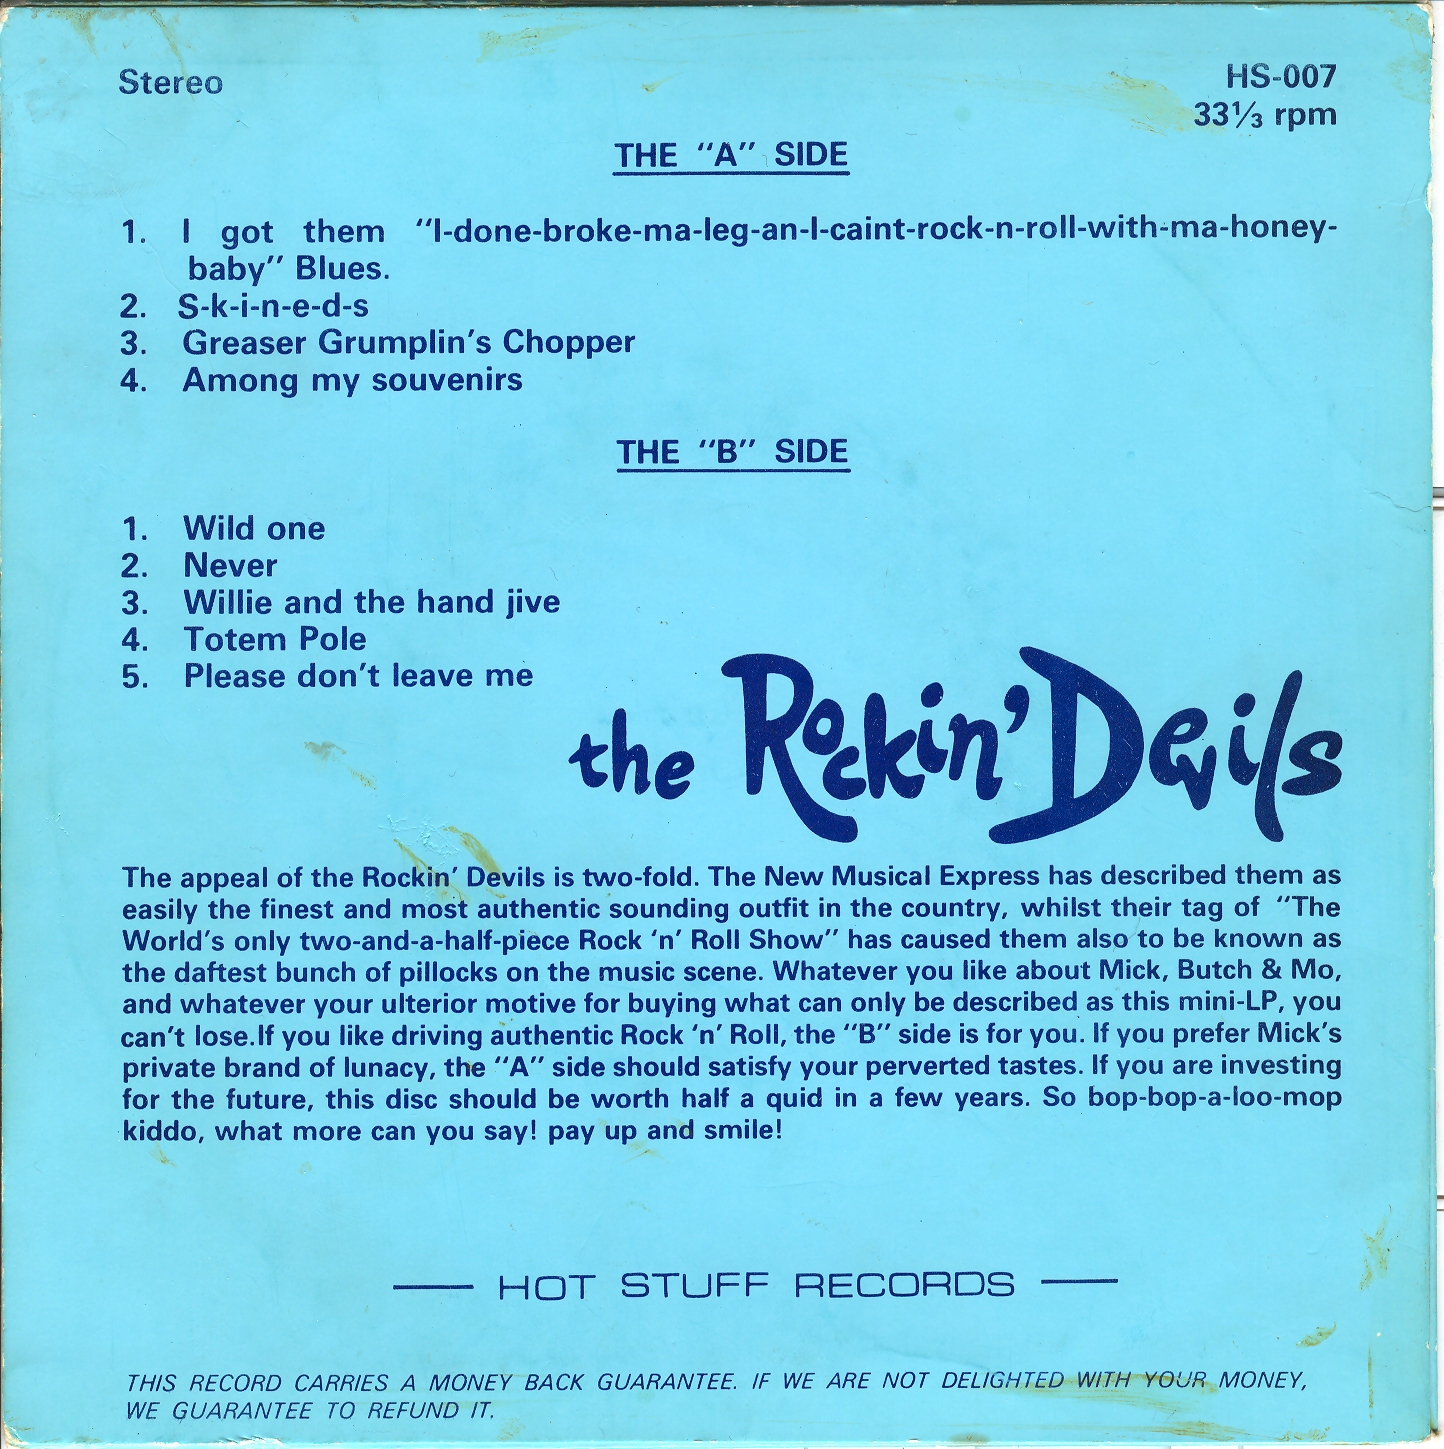 Stereo
HS-007
33⅓ rpm
THE "A" SIDE
1. I got them "I-done-broke-ma-leg-an-I-caint-rock-n-roll-with-ma-honey-
baby" Blues.
2. S-k-i-n-e-d-s
3. Greaser Grumplin's Chopper
4. Among my souvenirs
THE "B" SIDE
1. Wild one
2. Never
3. Willie and the hand jive
4. Totem Pole
5. Please don't leave me
the Rockin' Devils
The appeal of the Rockin' Devils is two-fold. The New Musical Express has described them as
easily the finest and most authentic sounding outfit in the country, whilst their tag of "The
World's only two-and-a-half-piece Rock 'n' Roll Show" has caused them also to be known as
the daftest bunch of pillocks on the music scene. Whatever you like about Mick, Butch & Mo,
and whatever your ulterior motive for buying what can only be described as this mini-LP, you
can't lose.If you like driving authentic Rock 'n' Roll, the "B" side is for you. If you prefer Mick's
private brand of lunacy, the "A" side should satisfy your perverted tastes. If you are investing
for the future, this disc should be worth half a quid in a few years. So bop-bop-a-loo-mop
kiddo, what more can you say! pay up and smile!
HOT STUFF RECORDS
THIS RECORD CARRIES A MONEY BACK GUARANTEE. IF WE ARE NOT DELIGHTED WITH YOUR MONEY,
WE GUARANTEE TO REFUND IT.